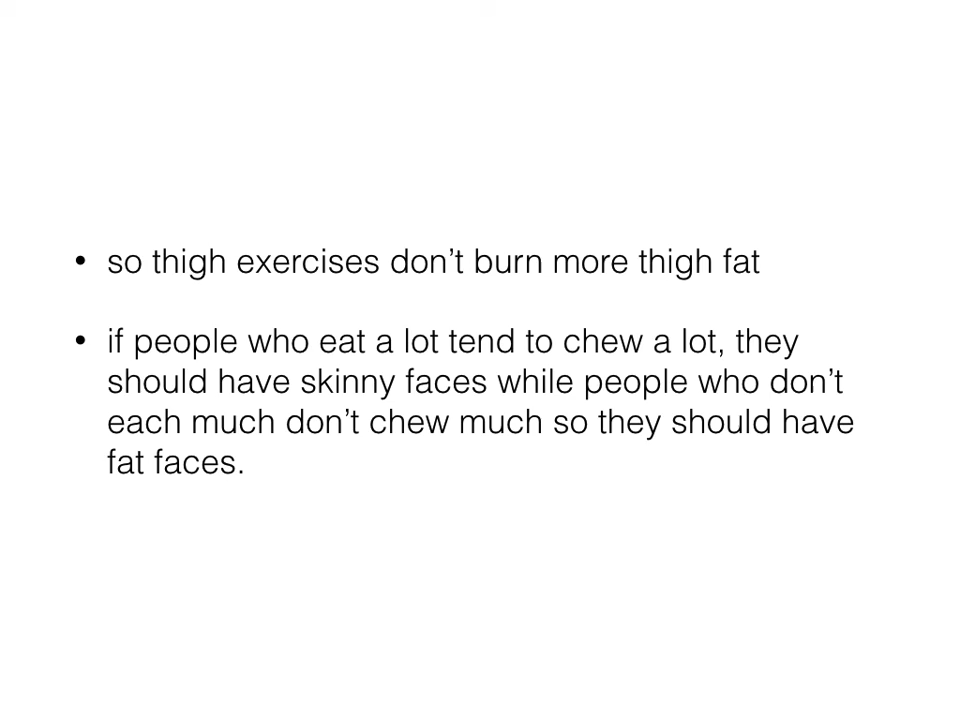 • so thigh exercises don’t burn more thigh fat
• if people who eat a lot tend to chew a lot, they
should have skinny faces while people who don’t
each much don’t chew much so they should have
fat faces.